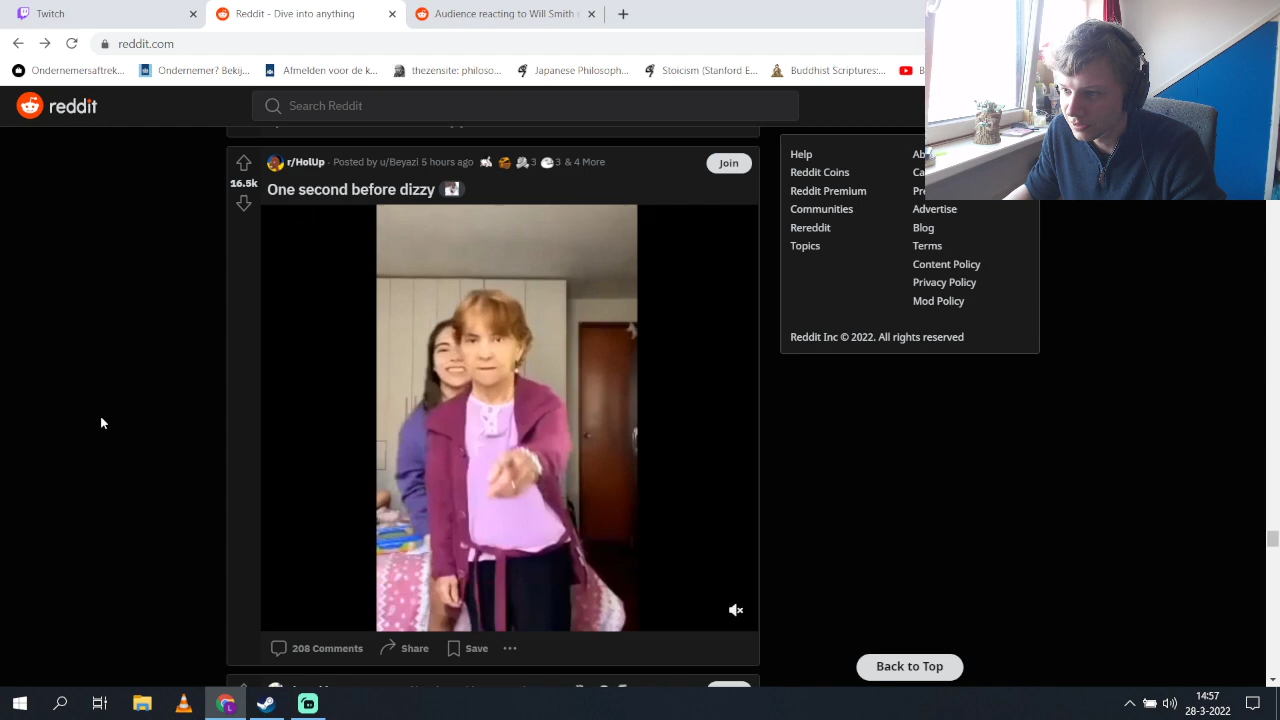 Twitch
Reddit - Dive into anything
Audience reacting to Will Smith
reddit.com
Ondernemersaftrek...
Ondernemer? Bekij...
Afmelden voor de k...
thezensite: philoso...
Japanese Philosoph...
Stoicism (Stanford E...
Buddhist Scriptures:...
reddit
Search Reddit
r/HolUp · Posted by u/Beyazi 5 hours ago
3
3 & 4 More
Join
16.5k
One second before dizzy
208 Comments
Share
Save
Help
Reddit Coins
Reddit Premium
Communities
Rereddit
Topics
Advertise
Blog
Terms
Content Policy
Privacy Policy
Mod Policy
Reddit Inc © 2022. All rights reserved
Back to Top
14:57
28-3-2022